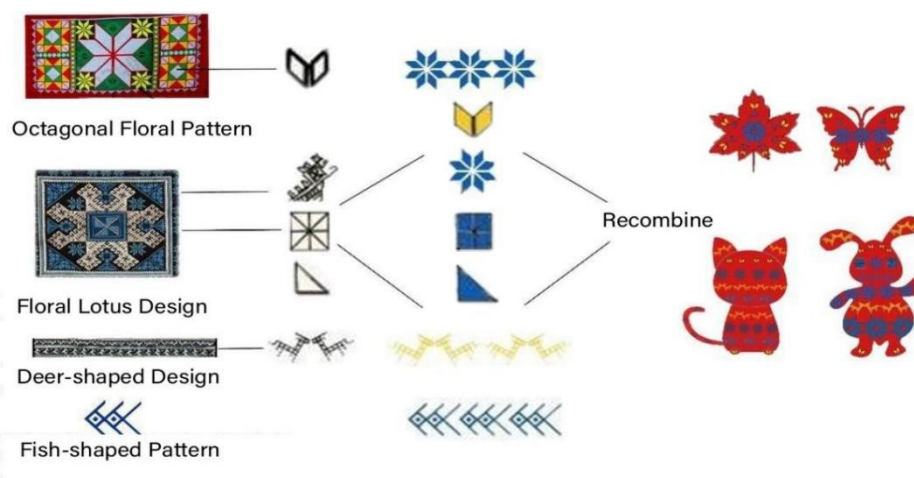 Octagonal Floral Pattern
Floral Lotus Design
Recombine
Deer-shaped Design
Fish-shaped Pattern